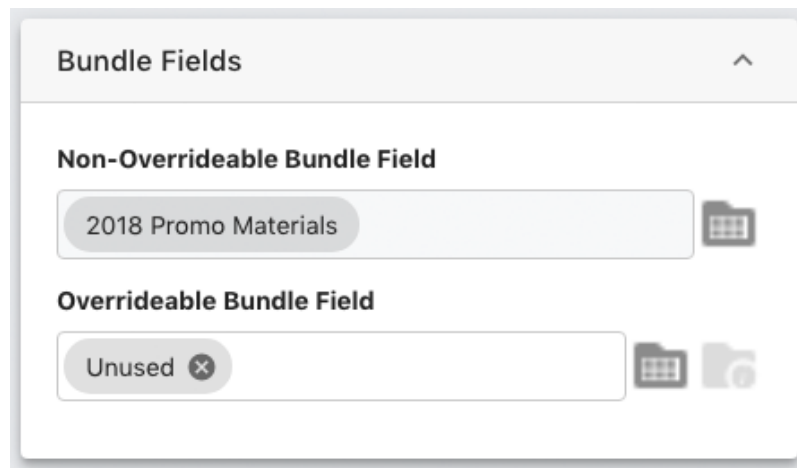 Bundle Fields
Non-Overrideable Bundle Field
2018 Promo Materials
Overrideable Bundle Field
Unused